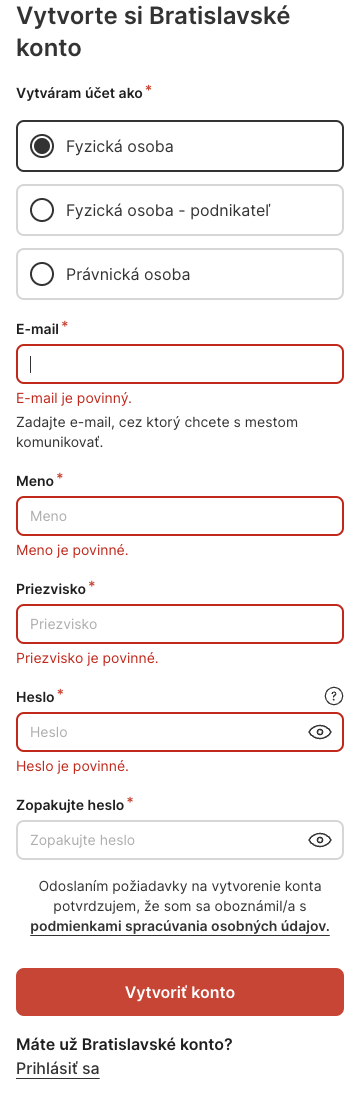 Vytvorte si Bratislavské
konto
Vytváram účet ako*
Fyzická osoba
Fyzická osoba - podnikateľ
Právnická osoba
E-mail*
E-mail je povinný.
Zadajte e-mail, cez ktorý chcete s mestom
komunikovať.
Meno*
Meno
Meno je povinné.
Priezvisko*
Priezvisko
Priezvisko je povinné.
Heslo* ?
Heslo
Heslo je povinné.
Zopakujte heslo*
Zopakujte heslo
Odoslaním požiadavky na vytvorenie konta
potvrdzujem, že som sa oboznámil/a s
podmienkami spracúvania osobných údajov.
Vytvoriť konto
Máte už Bratislavské konto?
Prihlásiť sa